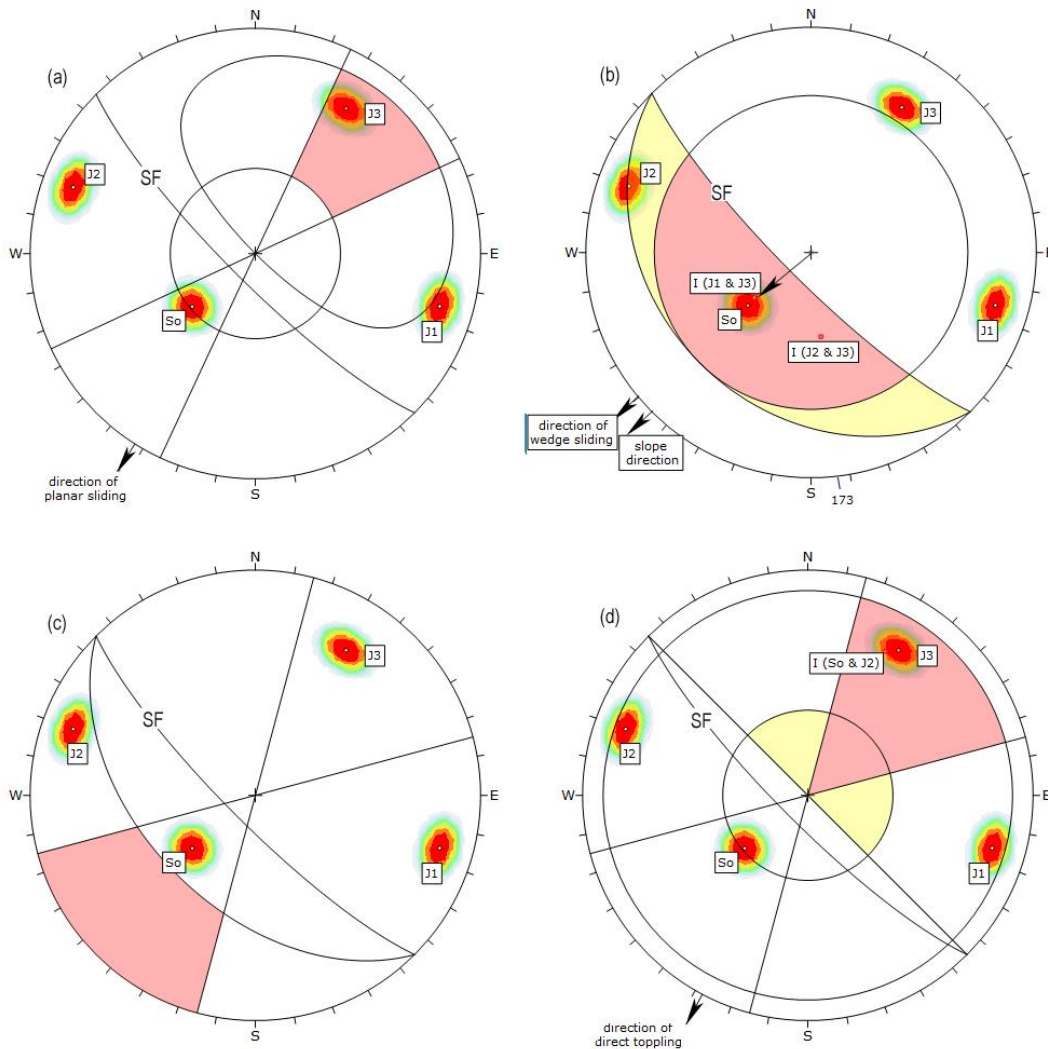 N
(a)
J3
J2
SF
W
E
So
J1
direction of
planar sliding
S
N
(b)
J3
J2
SF
W
E
I (J1 & J3)
So
J1
I (J2 & J3)
direction of
wedge sliding
slope
direction
S
173
N
(c)
J3
SF
J2
W
E
So
J1
S
N
(d)
I (So & J2)
J3
SF
J2
W
E
So
J1
direction of
direct toppling
S